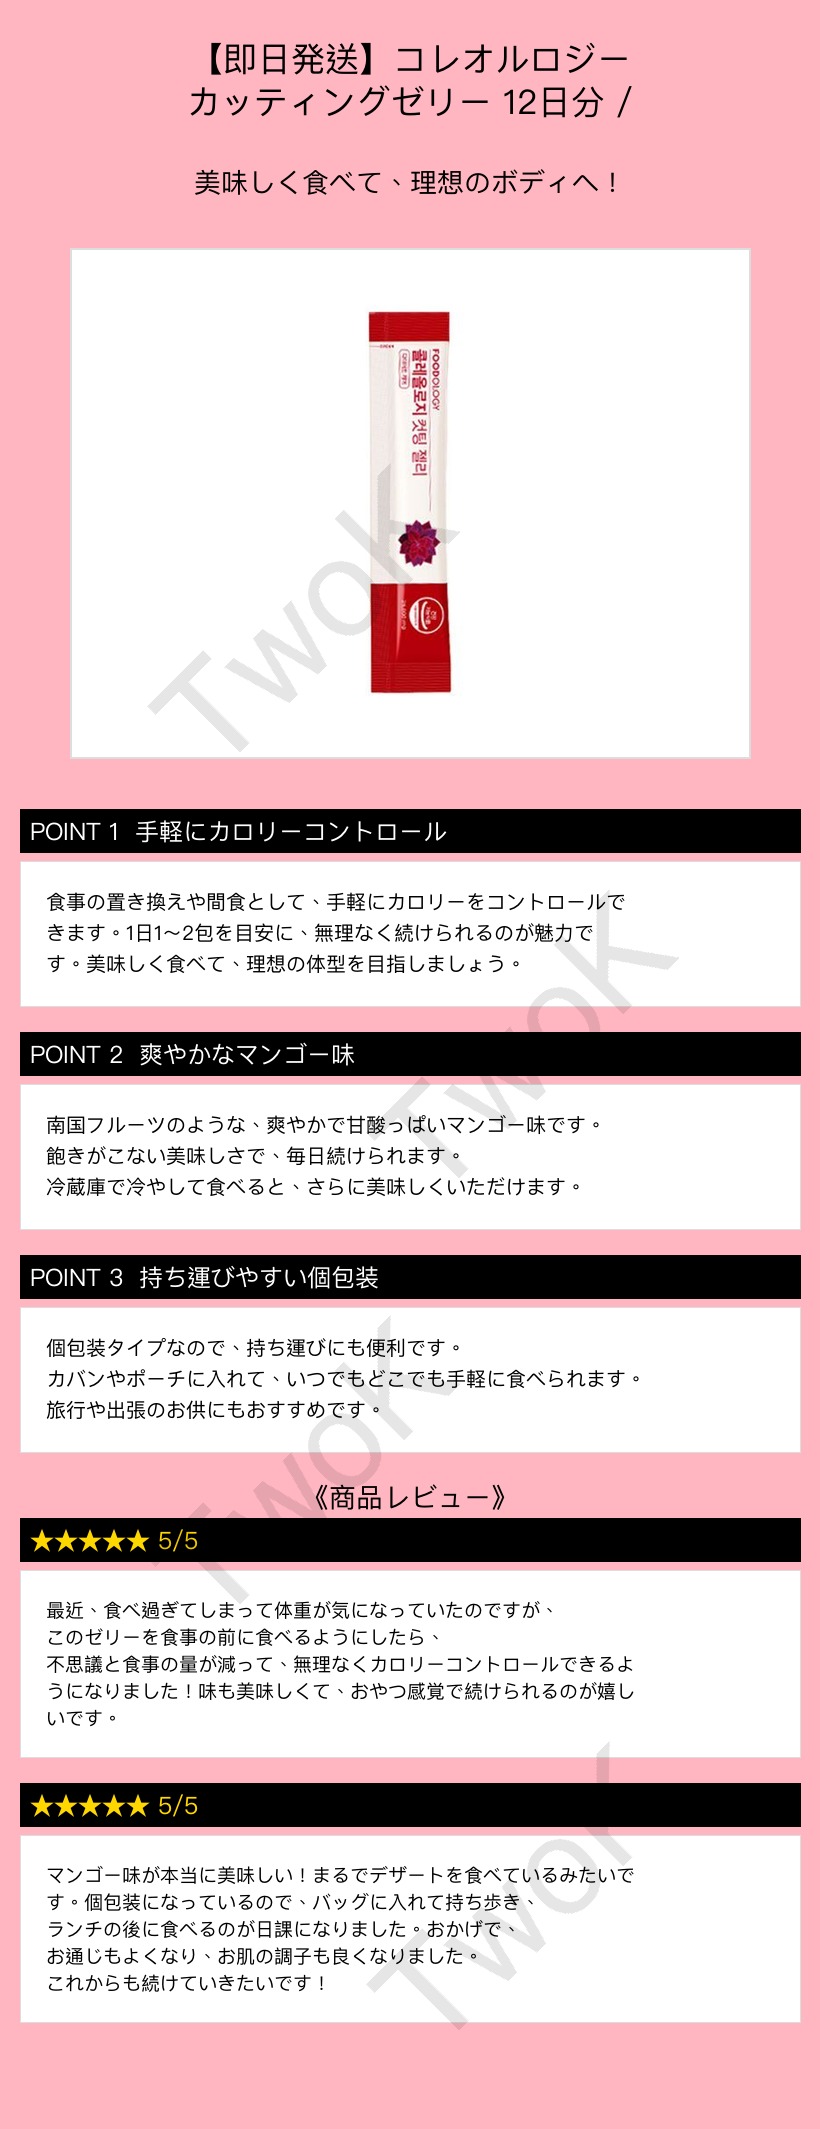 【即日発送】コレオルロジー
カッティングゼリー 12日分 /
美味しく食べて、理想のボディへ！
FOODOLOGY
콜레올로지 컷팅 젤리
TwoK
POINT 1 手軽にカロリーコントロール
食事の置き換えや間食として、手軽にカロリーをコントロールで
きます。1日1〜2包を目安に、無理なく続けられるのが魅力で
す。美味しく食べて、理想の体型を目指しましょう。
TwoK
POINT 2 爽やかなマンゴー味
南国フルーツのような、爽やかで甘酸っぱいマンゴー味です。
飽きがこない美味しさで、毎日続けられます。
冷蔵庫で冷やして食べると、さらに美味しくいただけます。
POINT 3 持ち運びやすい個包装
個包装タイプなので、持ち運びにも便利です。
カバンやポーチに入れて、いつでもどこでも手軽に食べられます。
旅行や出張のお供にもおすすめです。
TwoK
《商品レビュー》
★★★★★ 5/5
最近、食べ過ぎてしまって体重が気になっていたのですが、
このゼリーを食事の前に食べるようにしたら、
不思議と食事の量が減って、無理なくカロリーコントロールできるよ
うになりました！味も美味しくて、おやつ感覚で続けられるのが嬉し
いです。
★★★★★ 5/5
マンゴー味が本当に美味しい！まるでデザートを食べているみたいで
す。個包装になっているので、バッグに入れて持ち歩き、
ランチの後に食べるのが日課になりました。おかげで、
お通じもよくなり、お肌の調子も良くなりました。
これからも続けていきたいです！
TwoK